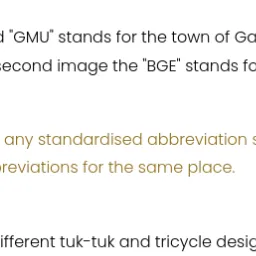 "GMU" stands for the town of Ga
second image the "BGE" stands fo
any standardised abbreviation s
reviations for the same place.
ifferent tuk-tuk and tricycle desig